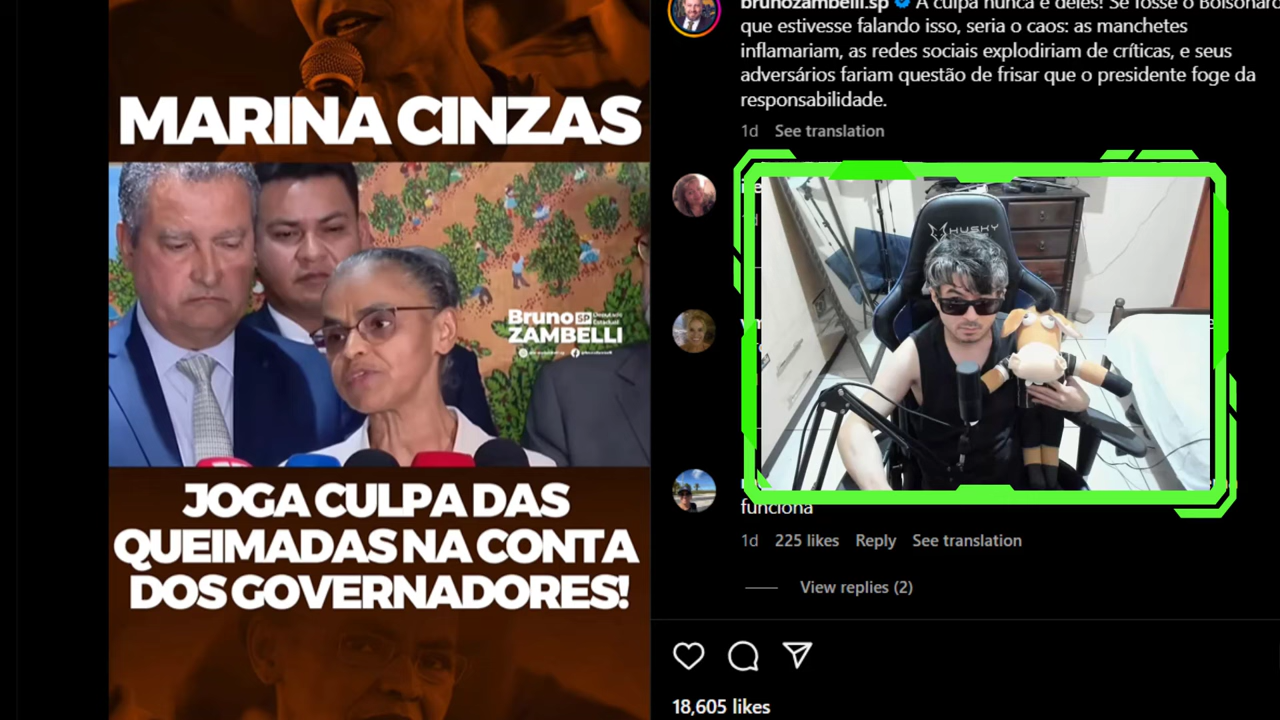 MARINA CINZAS
Bruno SP Deputado Estadual
ZAMBELLI
JOGA CULPA DAS
QUEIMADAS NA CONTA
DOS GOVERNADORES!
brunozambelli.sp A culpa nunca é deles! Se fosse o Bolsonaro
que estivesse falando isso, seria o caos: as manchetes
inflamariam, as redes sociais explodiriam de críticas, e seus
adversários fariam questão de frisar que o presidente foge da
responsabilidade.
1d See translation
HUSKY
funciona
1d 225 likes Reply See translation
View replies (2)
18,605 likes